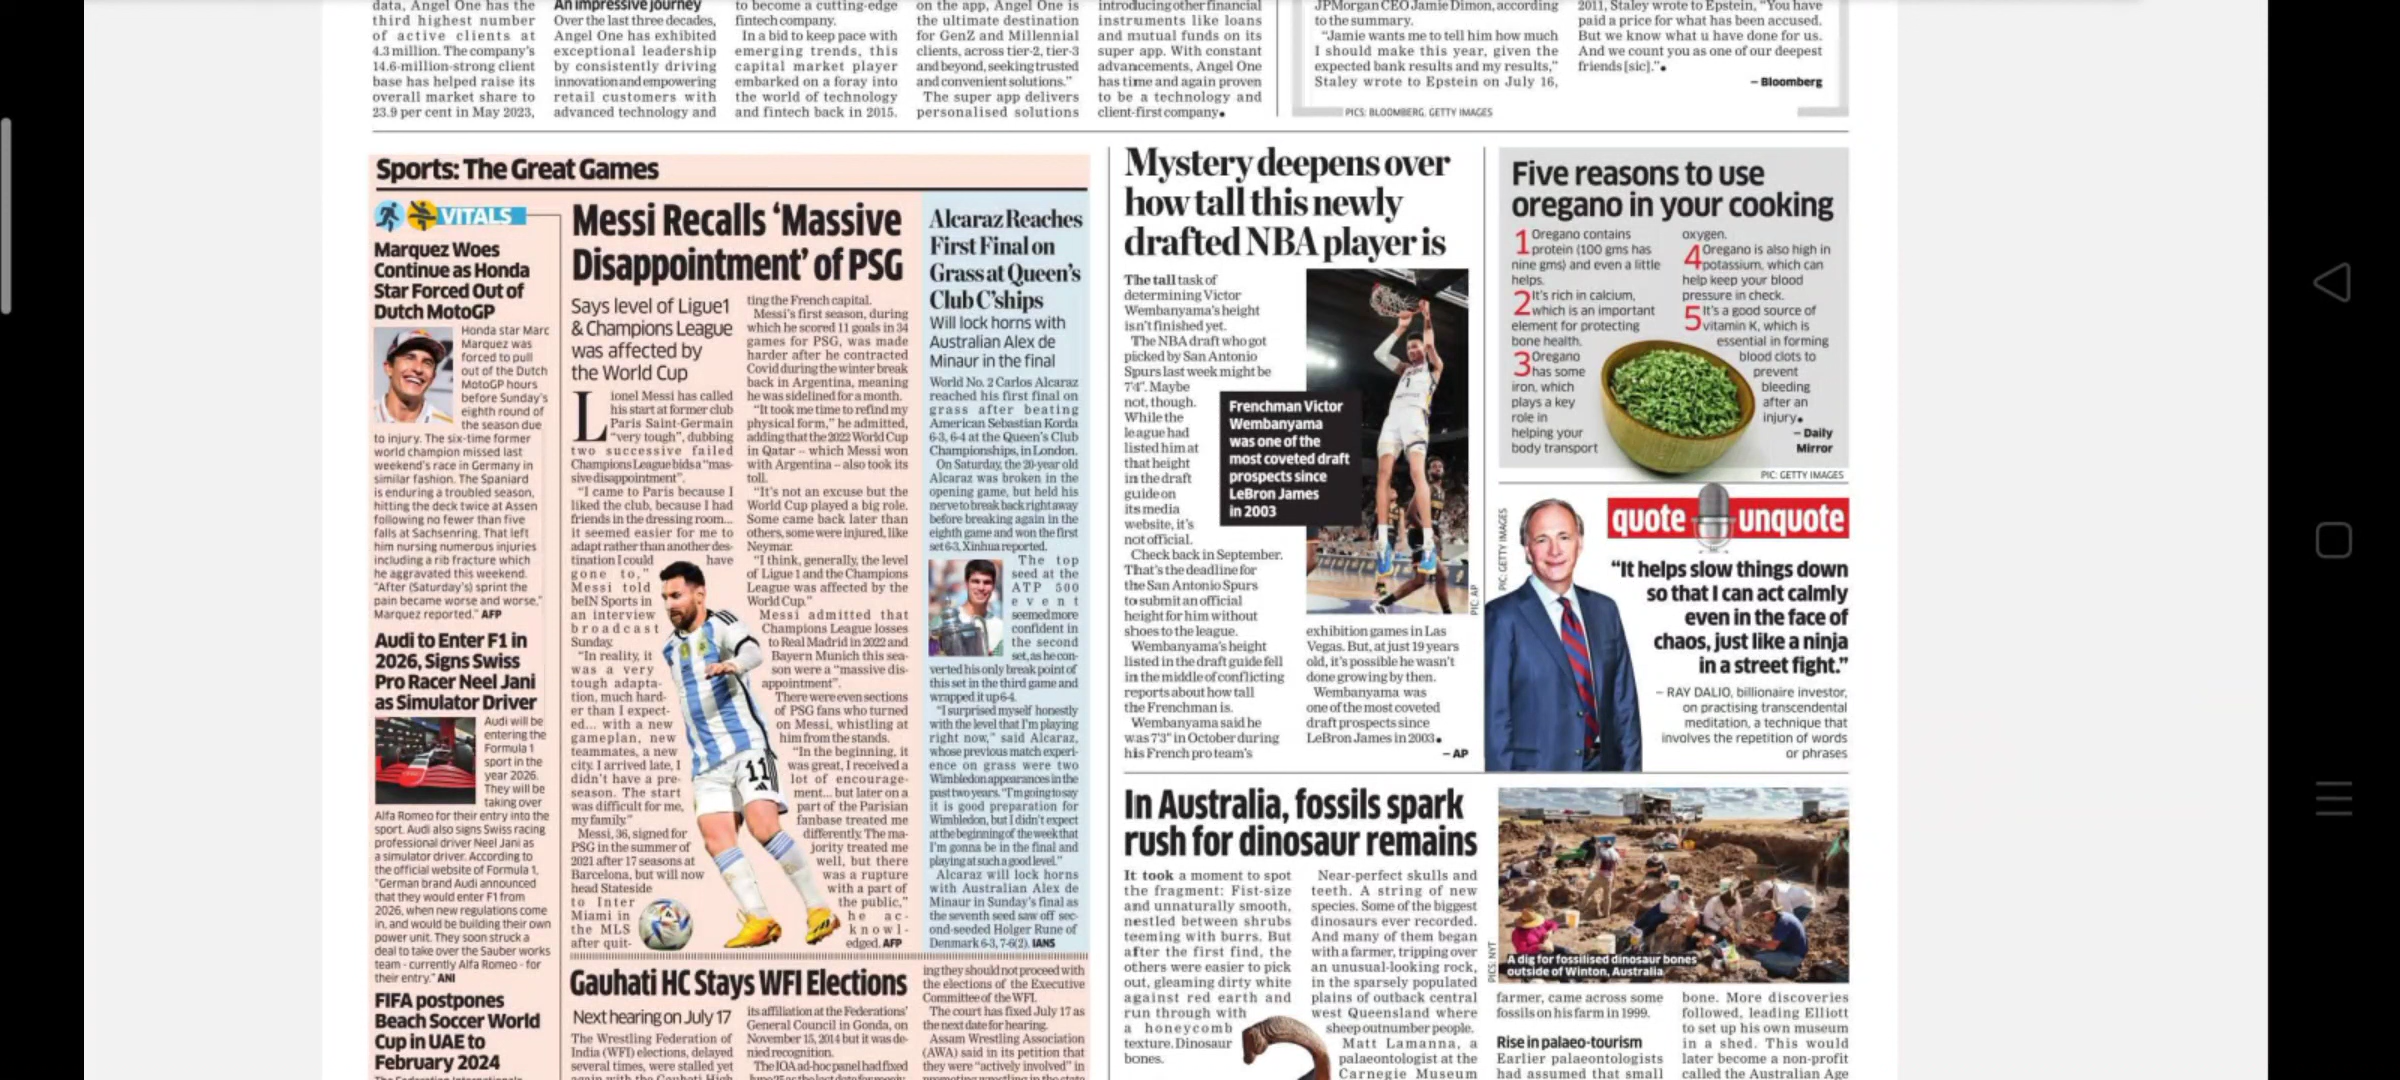 data, Angel One has the
third highest number
of active clients at
4.3 million. The company's
14.6-million-strong client
base has helped raise its
overall market share to
23.9 per cent in May 2023,
An impressive journey
Over the last three decades,
Angel One has exhibited
exceptional leadership
by consistently driving
innovation and empowering
retail customers with
advanced technology and
to become a cutting-edge
fintech company.
In a bid to keep pace with
emerging trends, this
capital market player
embarked on a foray into
the world of technology
and fintech back in 2015.
on the app, Angel One is
the ultimate destination
for GenZ and Millennial
clients, across tier-2, tier-3
and beyond, seeking trusted
and convenient solutions."
The super app delivers
personalised solutions
introducing other financial
instruments like loans
and mutual funds on its
super app. With constant
advancements, Angel One
has time and again proven
to be a technology and
client-first company.
JPMorgan CEO Jamie Dimon, according
to the summary.
"Jamie wants me to tell him how much
I should make this year, given the
expected bank results and my results,"
Staley wrote to Epstein on July 16,
2011, Staley wrote to Epstein, "You have
paid a price for what has been accused.
But we know what u have done for us.
And we count you as one of our deepest
friends [sic]."
– Bloomberg
PICS: BLOOMBERG, GETTY IMAGES
Sports: The Great Games
VITALS
Marquez Woes
Continue as Honda
Star Forced Out of
Dutch MotoGP
Honda star Marc
Marquez was
forced to pull
out of the Dutch
MotoGP hours
before Sunday's
eighth round of
the season due
to injury. The six-time former
world champion missed last
weekend's race in Germany in
similar fashion. The Spaniard
is enduring a troubled season,
hitting the deck twice at Assen
following no fewer than five
falls at Sachsenring. That left
him nursing numerous injuries
including a rib fracture which
he aggravated this weekend.
"After (Saturday's) sprint the
pain became worse and worse,"
Marquez reported." AFP
Audi to Enter F1 in
2026, Signs Swiss
Pro Racer Neel Jani
as Simulator Driver
Audi will be
entering the
Formula 1
sport in the
year 2026.
They will be
taking over
Alfa Romeo for their entry into the
sport. Audi also signs Swiss racing
professional driver Neel Jani as
a simulator driver. According to
the official website of Formula 1,
"German brand Audi announced
that they would enter F1 from
2026, when new regulations come
in, and would be building their own
power unit. They soon struck a
deal to take over the Sauber works
team - currently Alfa Romeo - for
their entry." ANI
FIFA postpones
Beach Soccer World
Cup in UAE to
February 2024
Messi Recalls 'Massive
Disappointment' of PSG
Says level of Ligue1
& Champions League
was affected by
the World Cup
Lionel Messi has called
his start at former club
Paris Saint-Germain
"very tough", dubbing
two successive failed
Champions League bids a "mas-
sive disappointment".
"I came to Paris because I
liked the club, because I had
friends in the dressing room...
it seemed easier for me to
adapt rather than another des-
tination I could have
gone to,"
Messi told
beIN Sports in
an interview
broadcast
Sunday.
"In reality, it
was a very
tough adapta-
tion, much hard-
er than I expect-
ed... with a new
gameplan, new
teammates, a new
city. I arrived late, I
didn't have a pre-
season. The start
was difficult for me,
my family."
Messi, 36, signed for
PSG in the summer of
2021 after 17 seasons at
Barcelona, but will now
head Stateside
to Inter
Miami in
the MLS
after quit-
ting the French capital.
Messi's first season, during
which he scored 11 goals in 34
games for PSG, was made
harder after he contracted
Covid during the winter break
back in Argentina, meaning
he was sidelined for a month.
"It took me time to refind my
physical form," he admitted,
adding that the 2022 World Cup
in Qatar – which Messi won
with Argentina – also took its
toll.
"It's not an excuse but the
World Cup played a big role.
Some came back later than
others, some were injured, like
Neymar.
"I think, generally, the level
of Ligue 1 and the Champions
League was affected by the
World Cup."
Messi admitted that
Champions League losses
to Real Madrid in 2022 and
Bayern Munich this sea-
son were a "massive dis-
appointment".
There were even sections
of PSG fans who turned
on Messi, whistling at
him from the stands.
"In the beginning, it
was great, I received a
lot of encourage-
ment... but later on a
part of the Parisian
fanbase treated me
differently. The ma-
jority treated me
well, but there
was a rupture
with a part of
the public,"
he ac-
knowl-
edged. AFP
11
Alcaraz Reaches
First Final on
Grass at Queen's
Club C'ships
Will lock horns with
Australian Alex de
Minaur in the final
World No. 2 Carlos Alcaraz
reached his first final on
grass after beating
American Sebastian Korda
6-3, 6-4 at the Queen's Club
Championships, in London.
On Saturday, the 20-year old
Alcaraz was broken in the
opening game, but held his
nerve to break back right away
before breaking again in the
eighth game and won the first
set 6-3, Xinhua reported.
The top
seed at the
ATP 500
event
seemed more
confident in
the second
set, as he con-
verted his only break point of
this set in the third game and
wrapped it up 6-4.
"I surprised myself honestly
with the level that I'm playing
right now," said Alcaraz,
whose previous match experi-
ence on grass were two
Wimbledon appearances in the
past two years. "I'm going to say
it is good preparation for
Wimbledon, but I didn't expect
at the beginning of the week that
I'm gonna be in the final and
playing at such a good level."
Alcaraz will lock horns
with Australian Alex de
Minaur in Sunday's final as
the seventh seed saw off sec-
ond-seeded Holger Rune of
Denmark 6-3, 7-6(2). IANS
Gauhati HC Stays WFI Elections
Next hearing on July 17
The Wrestling Federation of
India (WFI) elections, delayed
several times, were stalled yet
again with the Gauhati High
its affiliation at the Federations'
General Council in Gonda, on
November 15, 2014 but it was de-
nied recognition.
The IOA ad-hoc panel had fixed
ing they should not proceed with
the elections of the Executive
Committee of the WFI.
The court has fixed July 17 as
the next date for hearing.
Assam Wrestling Association
(AWA) said in its petition that
they were "actively involved" in
Mystery deepens over
how tall this newly
drafted NBA player is
The tall task of
determining Victor
Wembanyama's height
isn't finished yet.
The NBA draft who got
picked by San Antonio
Spurs last week might be
7'4". Maybe
not, though.
While the
league had
listed him at
that height
in the draft
guide on
its media
website, it's
not official.
Check back in September.
That's the deadline for
the San Antonio Spurs
to submit an official
height for him without
shoes to the league.
Wembanyama's height
listed in the draft guide fell
in the middle of conflicting
reports about how tall
the Frenchman is.
Wembanyama said he
was 7'3" in October during
his French pro team's
Frenchman Victor
Wembanyama
was one of the
most coveted draft
prospects since
LeBron James
in 2003
PIC: AP
exhibition games in Las
Vegas. But, at just 19 years
old, it's possible he wasn't
done growing by then.
Wembanyama was
one of the most coveted
draft prospects since
LeBron James in 2003.
– AP
Five reasons to use
oregano in your cooking
1 Oregano contains
protein (100 gms has
nine gms) and even a little
helps.
2 It's rich in calcium,
which is an important
element for protecting
bone health.
3 Oregano
has some
iron, which
plays a key
role in
helping your
body transport
oxygen.
4 Oregano is also high in
potassium, which can
help keep your blood
pressure in check.
5 It's a good source of
vitamin K, which is
essential in forming
blood clots to
prevent
bleeding
after an
injury.
– Daily
Mirror
PIC: GETTY IMAGES
PIC: GETTY IMAGES
quote unquote
"It helps slow things down
so that I can act calmly
even in the face of
chaos, just like a ninja
in a street fight."
– RAY DALIO, billionaire investor,
on practising transcendental
meditation, a technique that
involves the repetition of words
or phrases
In Australia, fossils spark
rush for dinosaur remains
It took a moment to spot
the fragment: Fist-size
and unnaturally smooth,
nestled between shrubs
teeming with burrs. But
after the first find, the
others were easier to pick
out, gleaming dirty white
against red earth and
run through with
a honeycomb
texture. Dinosaur
bones.
Near-perfect skulls and
teeth. A string of new
species. Some of the biggest
dinosaurs ever recorded.
And many of them began
with a farmer, tripping over
an unusual-looking rock,
in the sparsely populated
plains of outback central
west Queensland where
sheep outnumber people.
Matt Lamanna, a
palaeontologist at the
Carnegie Museum
PICS: NYT
A dig for fossilised dinosaur bones
outside of Winton, Australia
farmer, came across some
fossils on his farm in 1999.
Rise in palaeo-tourism
Earlier palaeontologists
had assumed that small
bone. More discoveries
followed, leading Elliott
to set up his own museum
in a shed. This would
later become a non-profit
called the Australian Age